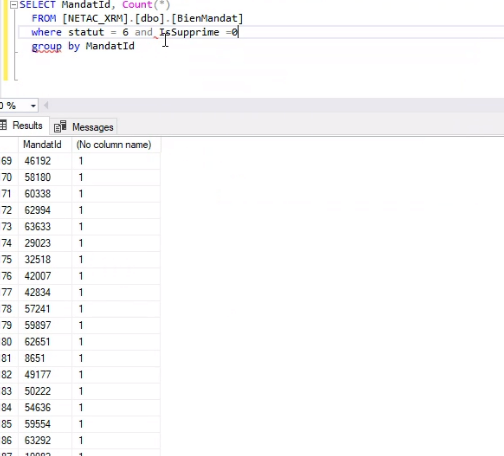 SELECT MandatId, Count(*)
FROM [NETAC_XRM].[dbo].[BienMandat]
where statut = 6 and IsSupprime =0
group by MandatId
0 %
Results Messages
MandatId (No column name)
69 46192 1
70 58180 1
71 60338 1
72 62994 1
73 63633 1
74 29023 1
75 32518 1
76 42007 1
77 42834 1
78 57241 1
79 59897 1
80 62651 1
81 8651 1
82 49177 1
83 50222 1
84 54636 1
85 59554 1
86 63292 1